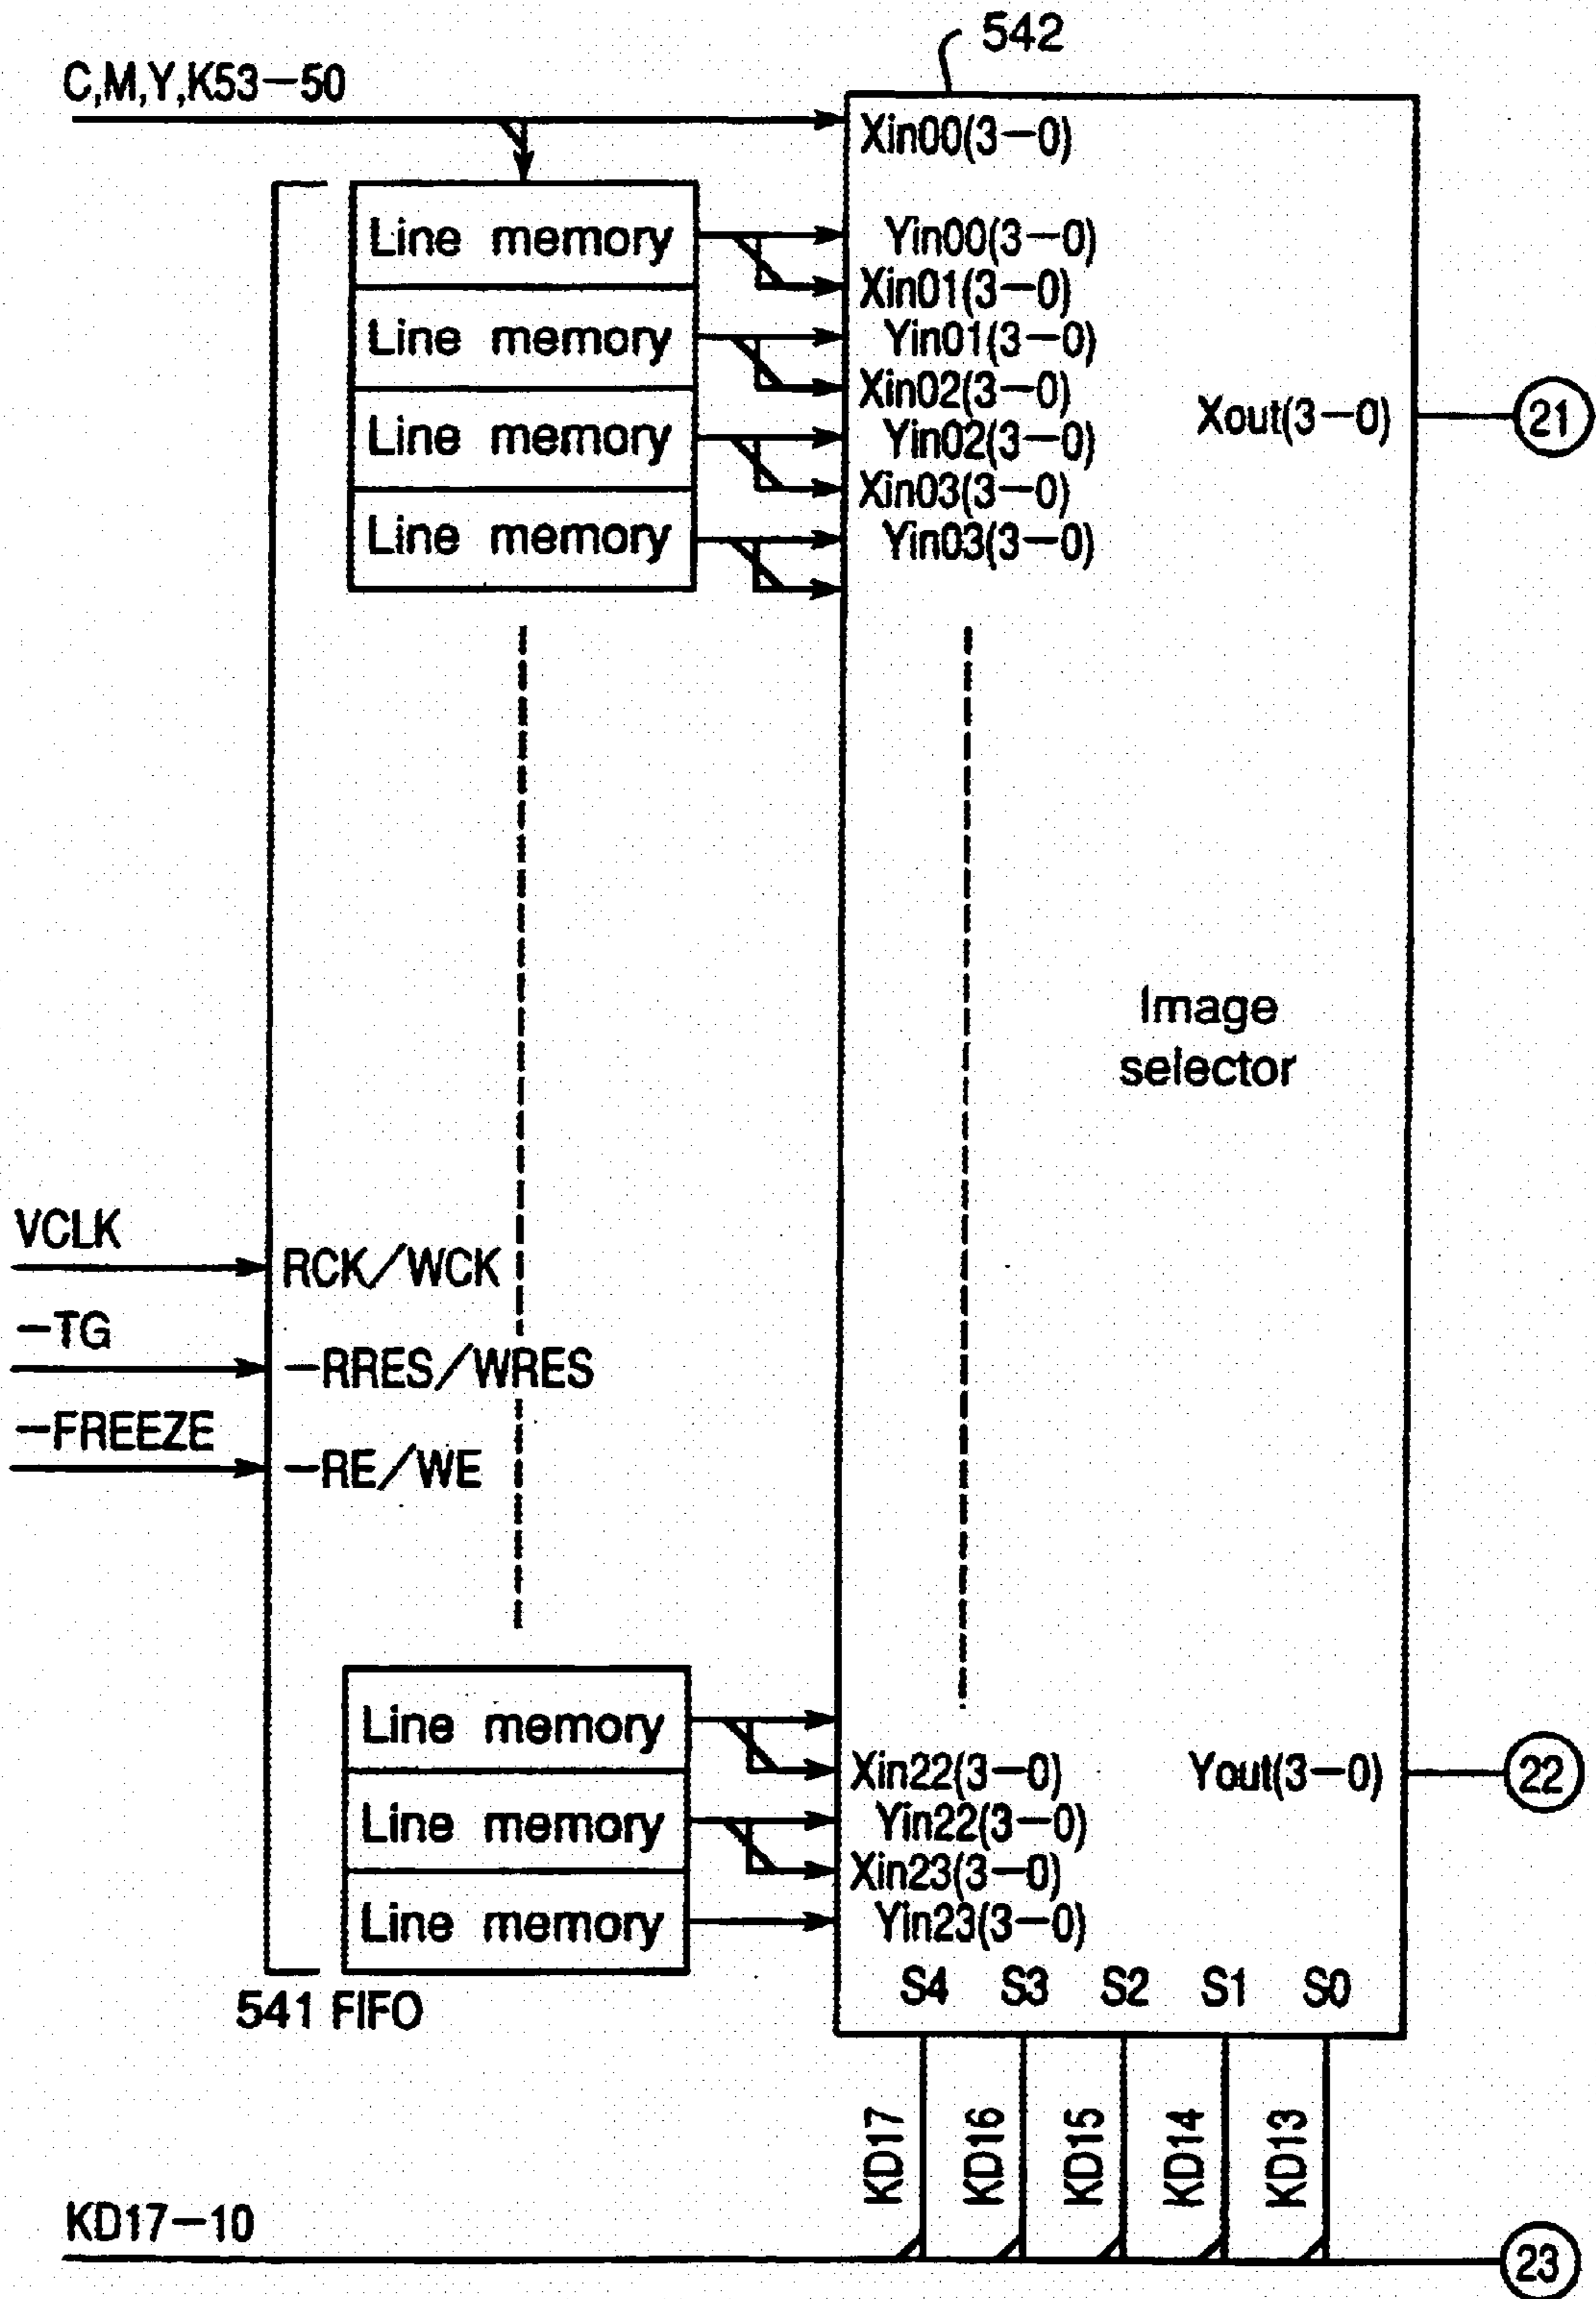 542
C,M,Y,K53−50
Xin00(3−0)
Line memory
Yin00(3−0)
Xin01(3−0)
Line memory
Yin01(3−0)
Xin02(3−0)
Line memory
Yin02(3−0)
Xout(3−0)
21
Xin03(3−0)
Line memory
Yin03(3−0)
Image
selector
VCLK
RCK/WCK
−TG
−RRES/WRES
−FREEZE
−RE/WE
Line memory
Xin22(3−0)
Yout(3−0)
22
Line memory
Yin22(3−0)
Xin23(3−0)
Line memory
Yin23(3−0)
S4 S3 S2 S1 S0
541 FIFO
KD17 KD16 KD15 KD14 KD13
KD17−10
23